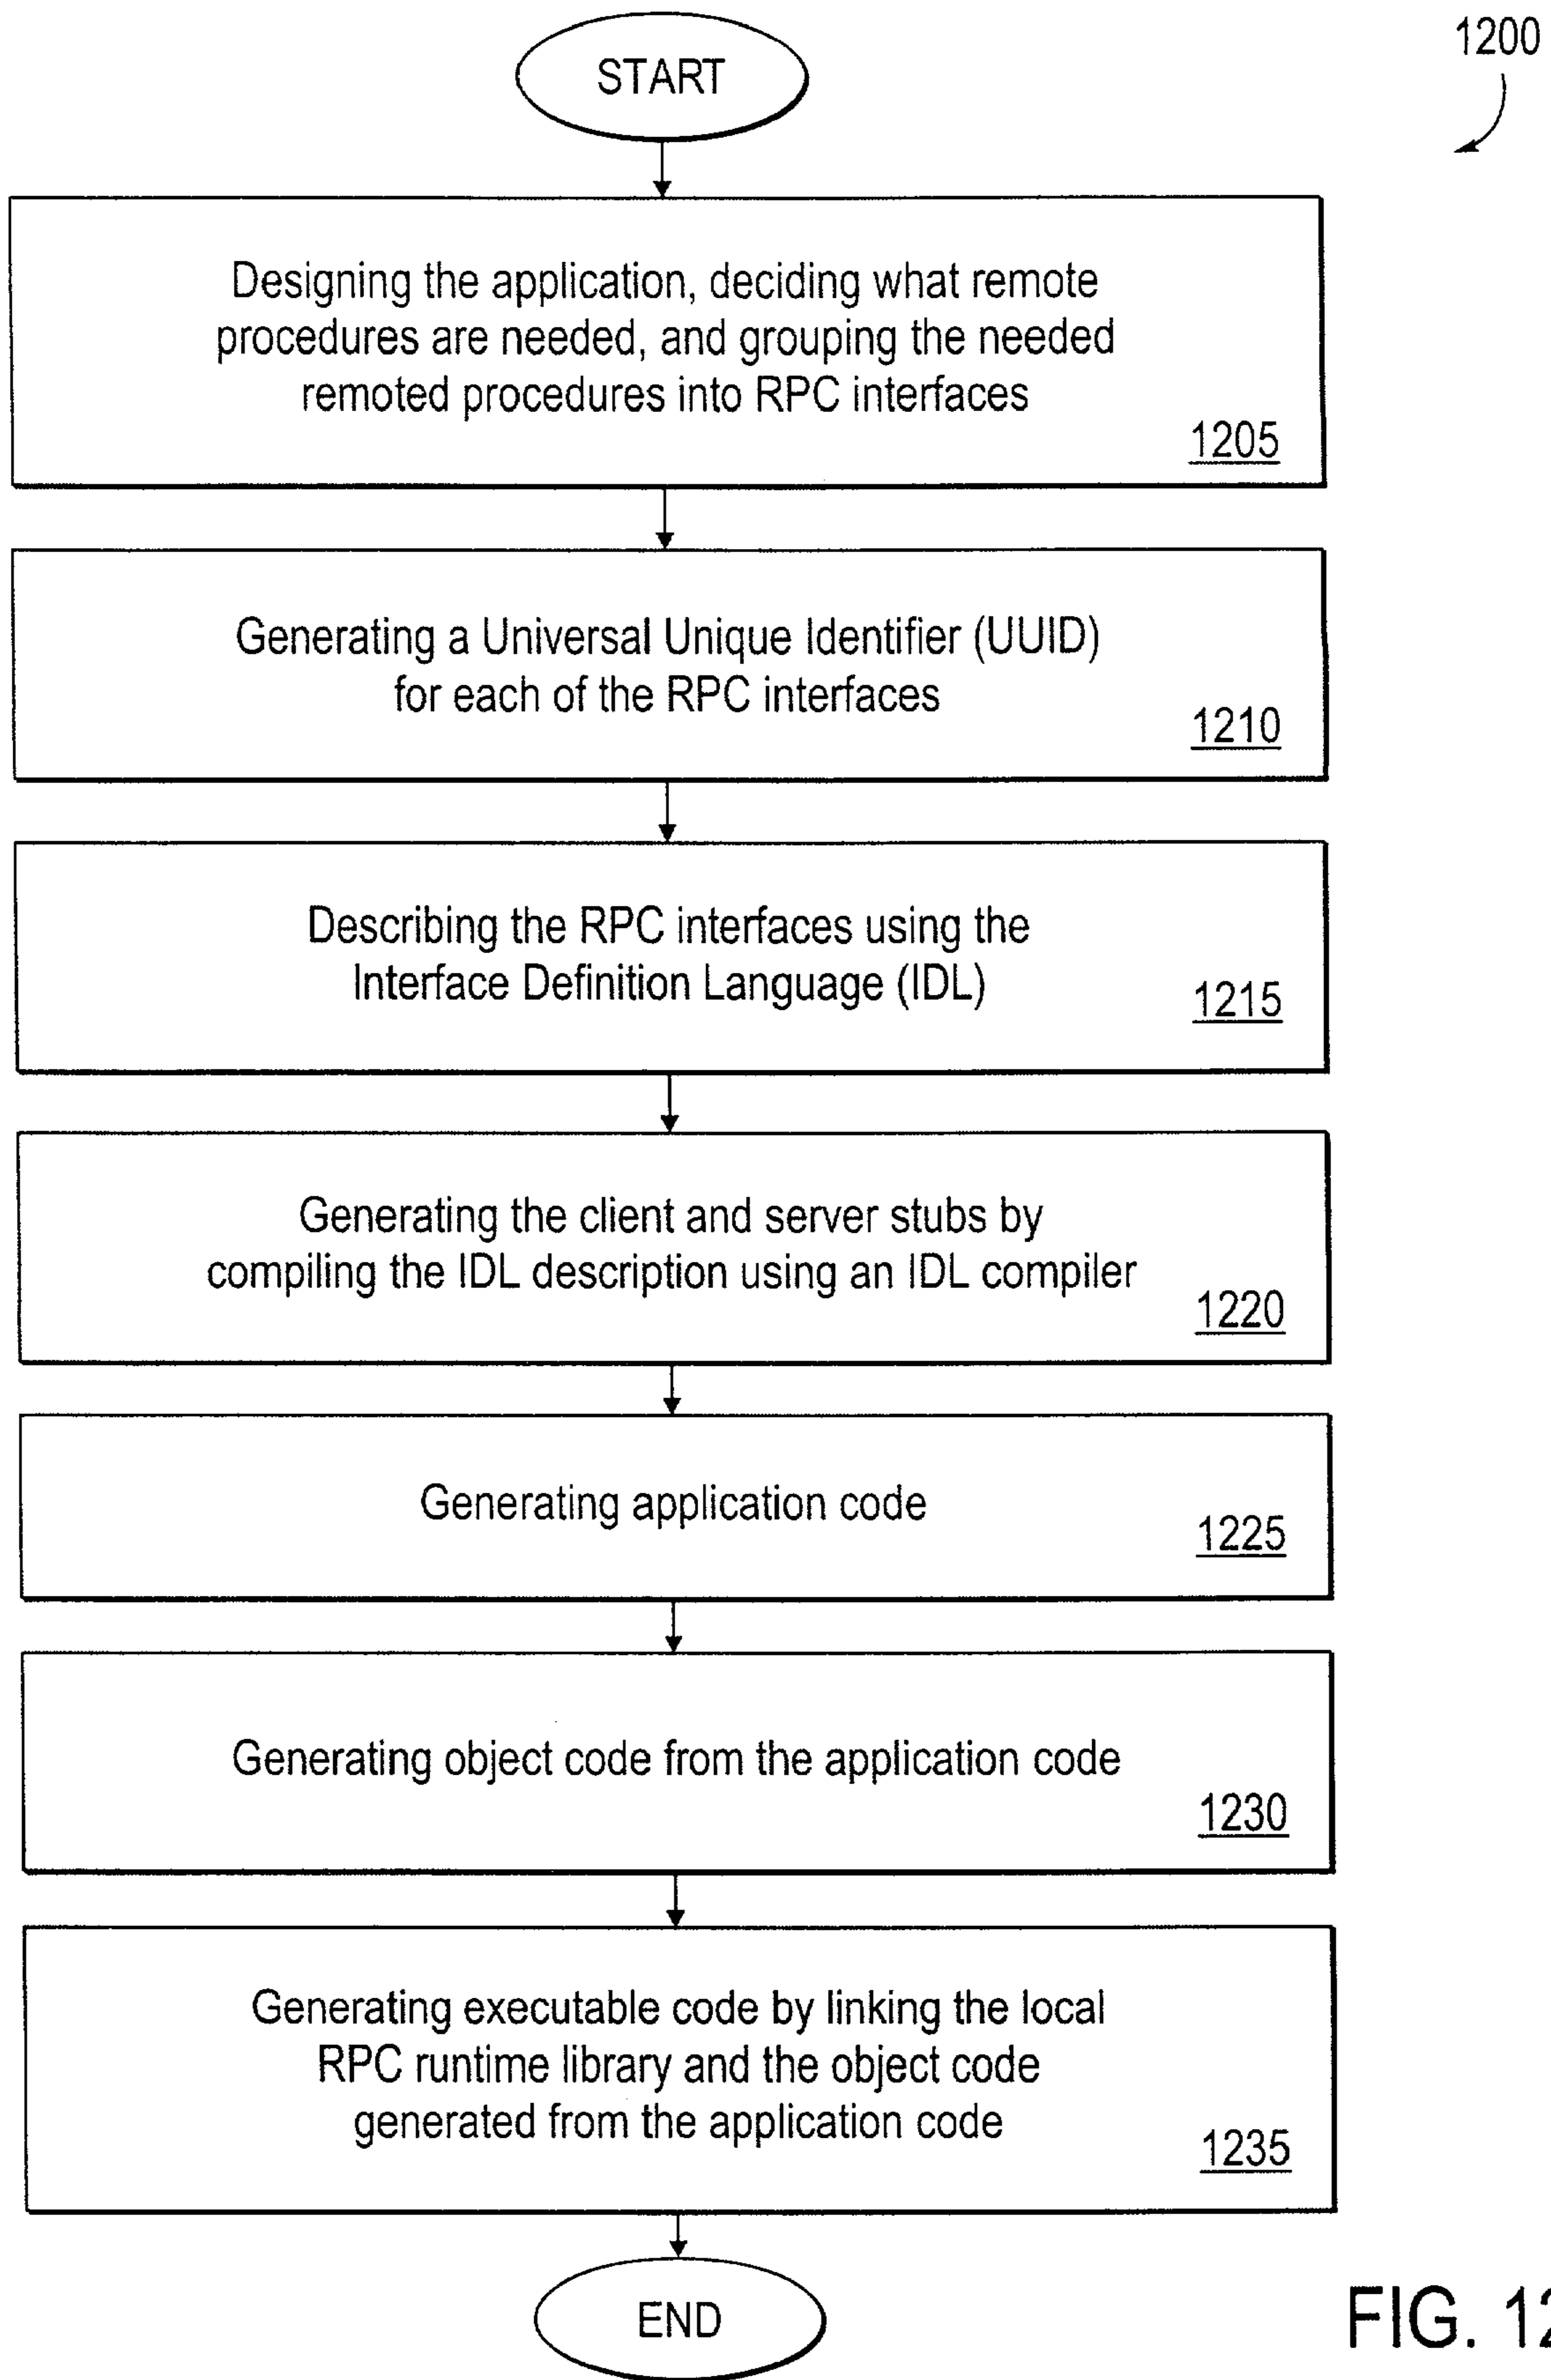 1200
START
Designing the application, deciding what remote
procedures are needed, and grouping the needed
remoted procedures into RPC interfaces
1205
Generating a Universal Unique Identifier (UUID)
for each of the RPC interfaces
1210
Describing the RPC interfaces using the
Interface Definition Language (IDL)
1215
Generating the client and server stubs by
compiling the IDL description using an IDL compiler
1220
Generating application code
1225
Generating object code from the application code
1230
Generating executable code by linking the local
RPC runtime library and the object code
generated from the application code
1235
END
FIG. 12